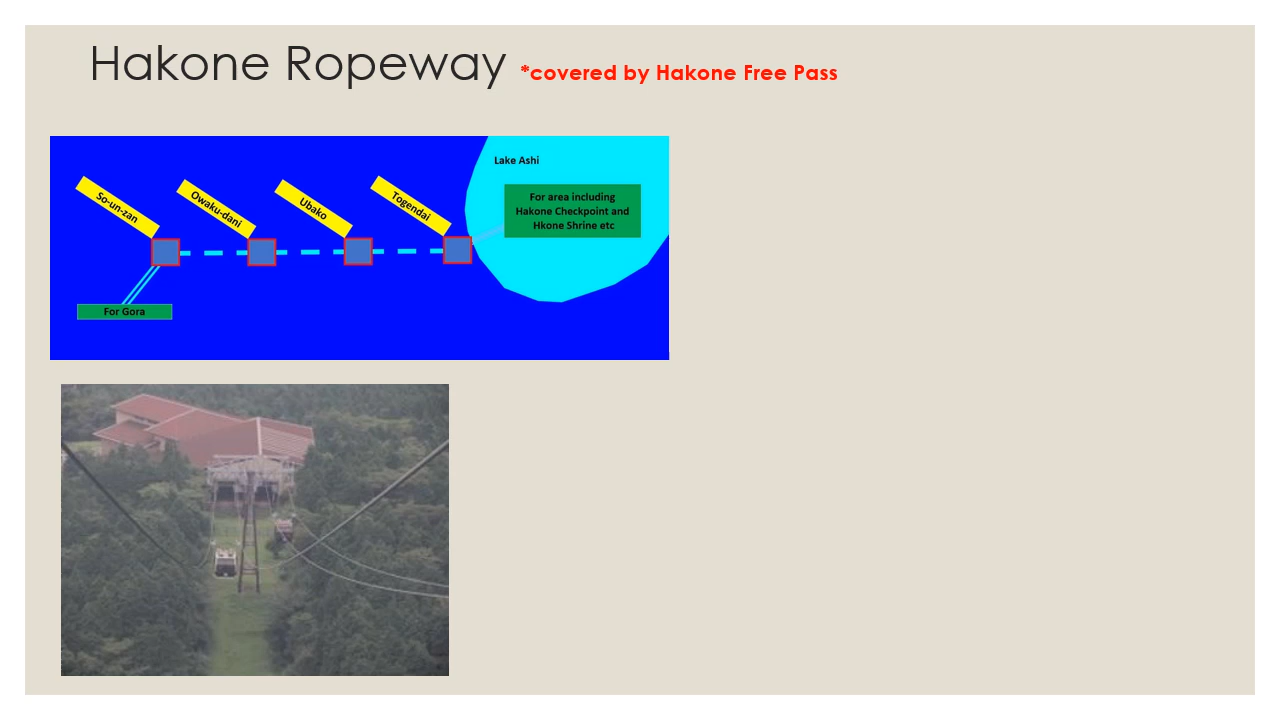 Hakone Ropeway *covered by Hakone Free Pass
Lake Ashi
So-un-zan
Owaku-dani
Ubako
Togendai
For area including
Hakone Checkpoint and
Hkone Shrine etc
For Gora